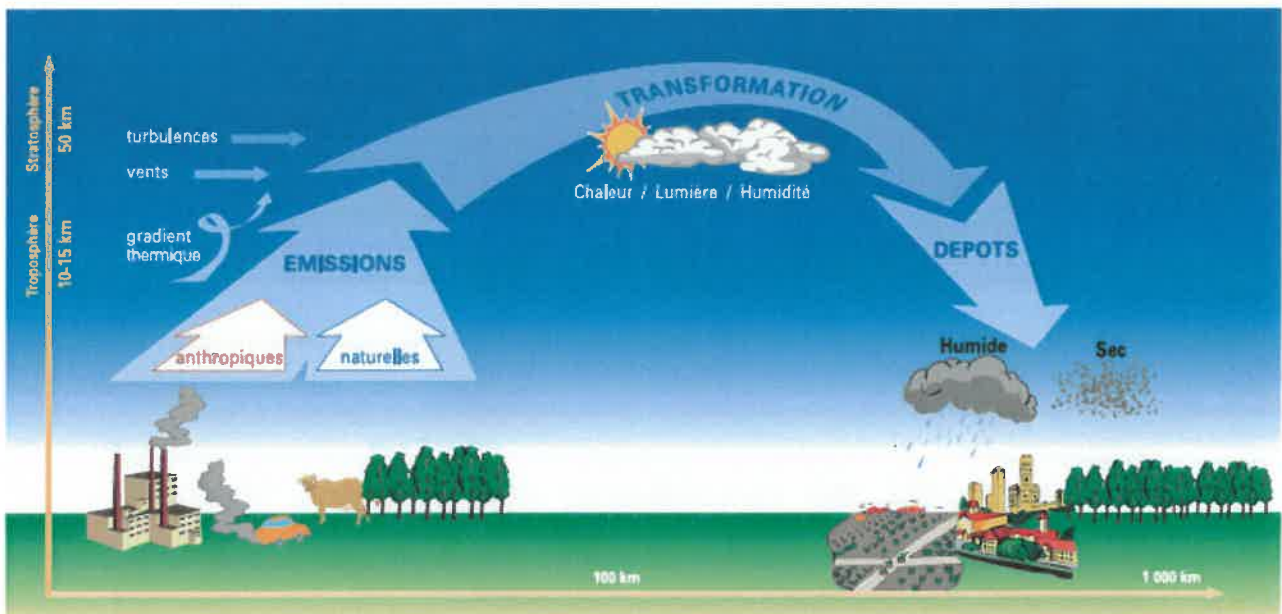 Stratosphère
50 km
Troposphère
10-15 km
turbulences
vents
gradient
thermique
EMISSIONS
anthropiques
naturelles
TRANSFORMATION
Chaleur / Lumière / Humidité
DEPOTS
Humide
Sec
100 km
1 000 km